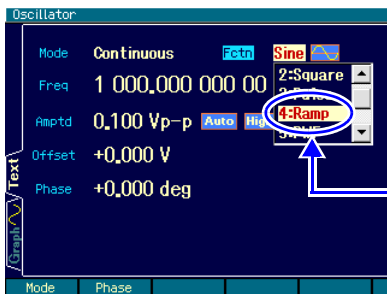 Oscillator
Mode Continuous Fctn Sine
Freq 1 000.000 000 00
2:Square
Amptd 0.100 Vp-p Auto
4:Ramp
Offset +0.000 V
Phase +0.000 deg
Text
Graph
Mode Phase